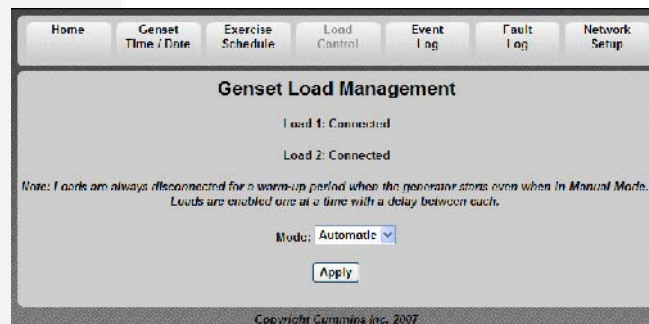 Home
Genset
Time / Date
Exercise
Schedule
Load
Control
Event
Log
Fault
Log
Network
Setup
Genset Load Management
Load 1: Connected
Load 2: Connected
Note: Loads are always disconnected for a warm-up period when the generator starts even when in Manual Mode.
Loads are enabled one at a time with a delay between each.
Mode: Automatic
Apply
Copyright Cummins Inc. 2007